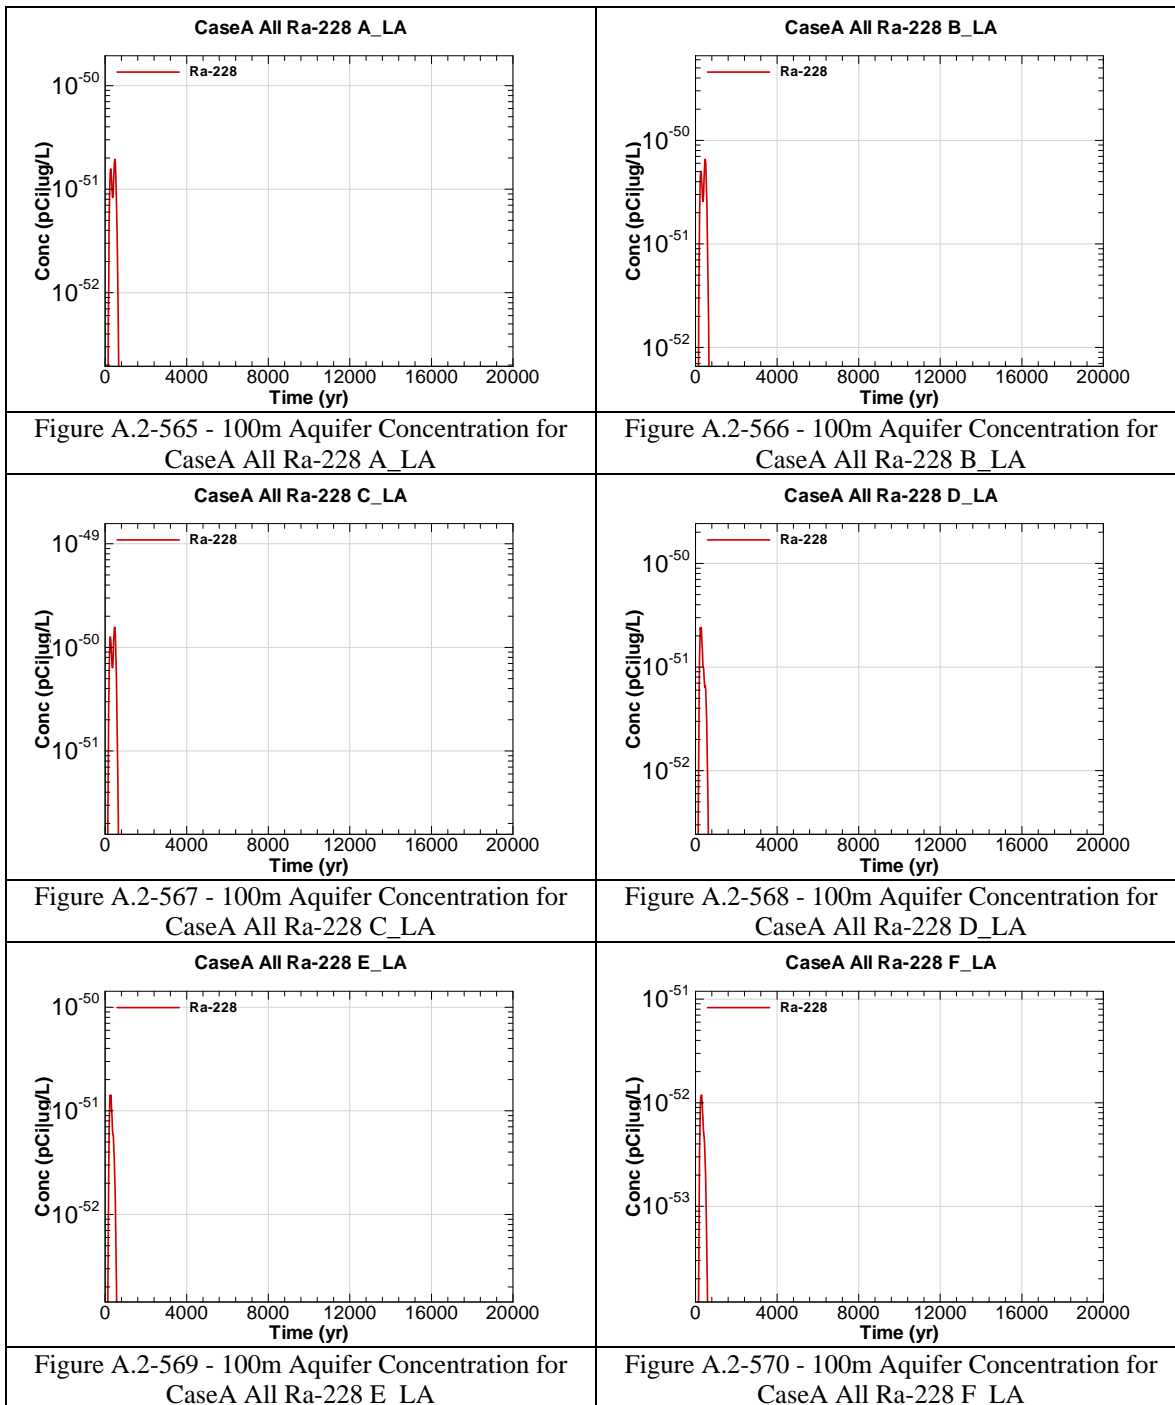 CaseA All Ra-228 A_LA
Ra-228
10-50
10-51
10-52
Conc (pCi|ug/L)
0 4000 8000 12000 16000 20000
Time (yr)
Figure A.2-565 - 100m Aquifer Concentration for
CaseA All Ra-228 A_LA
CaseA All Ra-228 B_LA
Ra-228
10-50
10-51
10-52
Conc (pCi|ug/L)
0 4000 8000 12000 16000 20000
Time (yr)
Figure A.2-566 - 100m Aquifer Concentration for
CaseA All Ra-228 B_LA
CaseA All Ra-228 C_LA
Ra-228
10-49
10-50
10-51
Conc (pCi|ug/L)
0 4000 8000 12000 16000 20000
Time (yr)
Figure A.2-567 - 100m Aquifer Concentration for
CaseA All Ra-228 C_LA
CaseA All Ra-228 D_LA
Ra-228
10-50
10-51
10-52
Conc (pCi|ug/L)
0 4000 8000 12000 16000 20000
Time (yr)
Figure A.2-568 - 100m Aquifer Concentration for
CaseA All Ra-228 D_LA
CaseA All Ra-228 E_LA
Ra-228
10-50
10-51
10-52
Conc (pCi|ug/L)
0 4000 8000 12000 16000 20000
Time (yr)
Figure A.2-569 - 100m Aquifer Concentration for
CaseA All Ra-228 E_LA
CaseA All Ra-228 F_LA
Ra-228
10-51
10-52
10-53
Conc (pCi|ug/L)
0 4000 8000 12000 16000 20000
Time (yr)
Figure A.2-570 - 100m Aquifer Concentration for
CaseA All Ra-228 F_LA